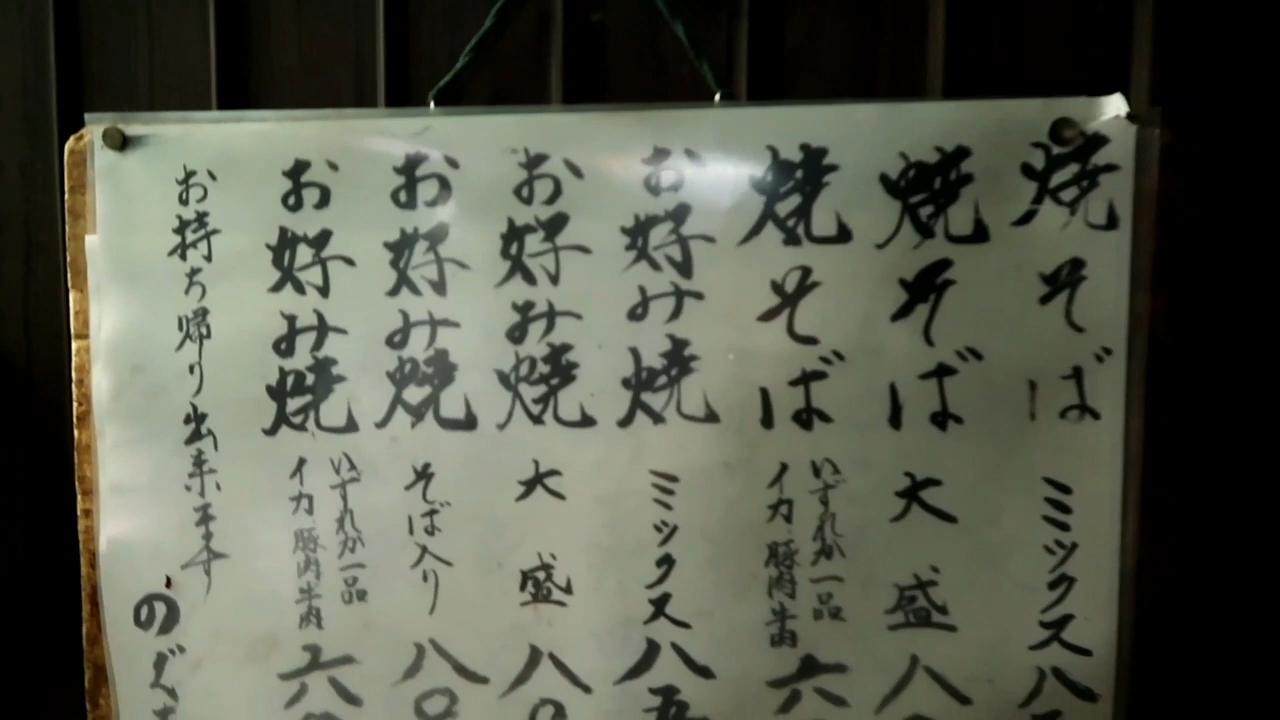 焼そば ミックス 八
焼そば 大盛 八
焼そば いずれか一品 イカ 豚肉 牛肉 六
お好み焼 ミックス 八五
お好み焼 大盛 八〇
お好み焼 そば入り 八〇
お好み焼 いずれか一品 イカ 豚肉 牛肉 六
お持ち帰り出来ます